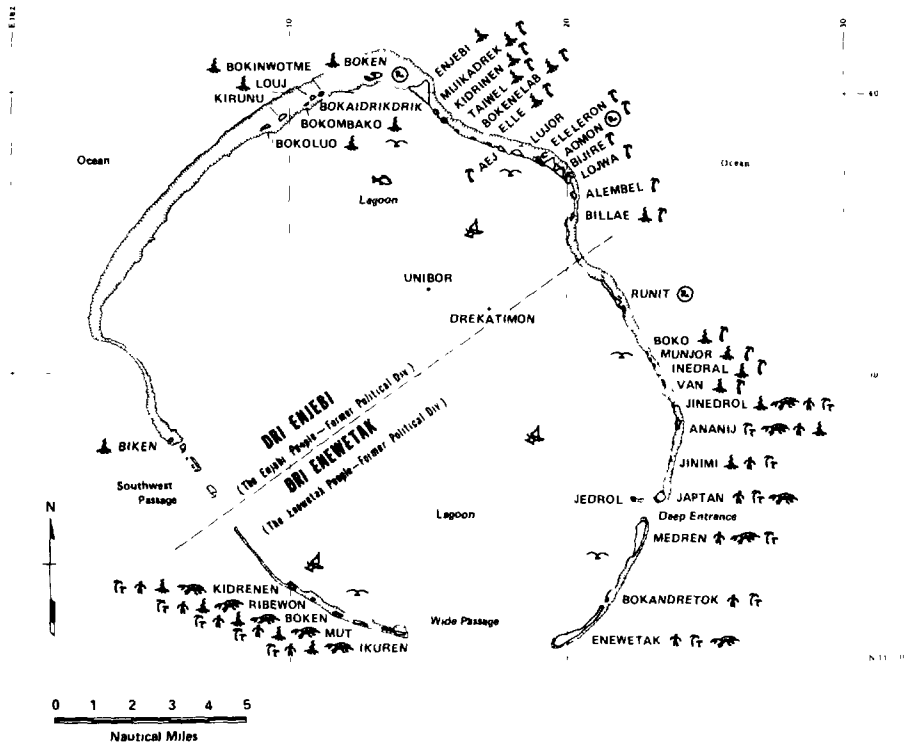 E 162
10
20
30
BOKINWOTME
BOKEN
LOUJ
KIRUNU
BOKAIDRIKDRIK
BOKOMBAKO
BOKOLUO
R
ENJEBI
MIJIKADREK
KIDRINEN
TAIWEL
BOKENELAB
ELLE
AEJ
LUJOR
ELELERON
AOMON R
BIJIRE
LOJWA
ALEMBEL
BILLAE
40
Ocean
Ocean
Lagoon
UNIBOR
DREKATIMON
RUNIT R
BOKO
MUNJOR
INEDRAL
VAN
JINEDROL
ANANIJ
JINIMI
JEDROL
JAPTAN
Deep Entrance
MEDREN
BOKANDRETOK
ENEWETAK
DRI ENJEBI
(The Enjebi People—Former Political Div)
DRI ENEWETAK
(The Enewetak People—Former Political Div.)
BIKEN
Southwest
Passage
Lagoon
N
KIDRENEN
RIBEWON
BOKEN
MUT
IKUREN
Wide Passage
0 1 2 3 4 5
Nautical Miles